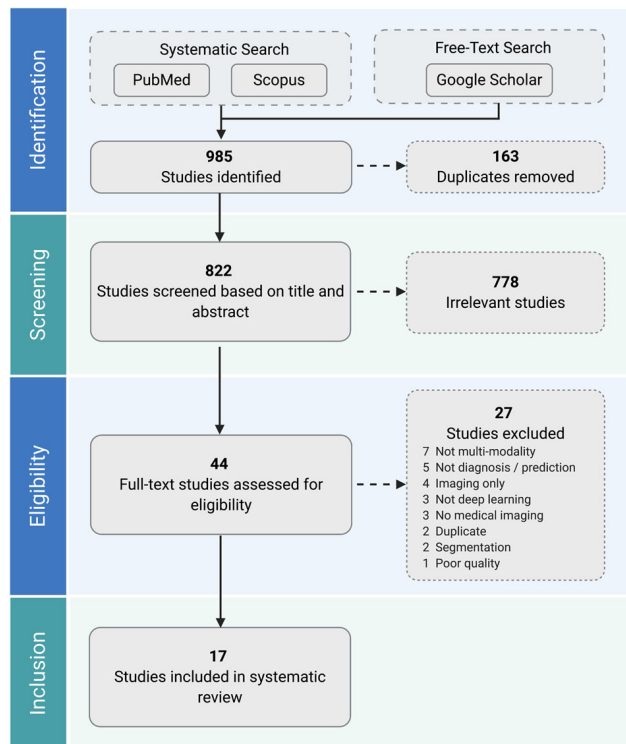 Identification
Systematic Search
PubMed
Scopus
Free-Text Search
Google Scholar
985
Studies identified
163
Duplicates removed
Screening
822
Studies screened based on title and
abstract
778
Irrelevant studies
Eligibility
44
Full-text studies assessed for
eligibility
27
Studies excluded
7 Not multi-modality
5 Not diagnosis / prediction
4 Imaging only
3 Not deep learning
3 No medical imaging
2 Duplicate
2 Segmentation
1 Poor quality
Inclusion
17
Studies included in systematic
review